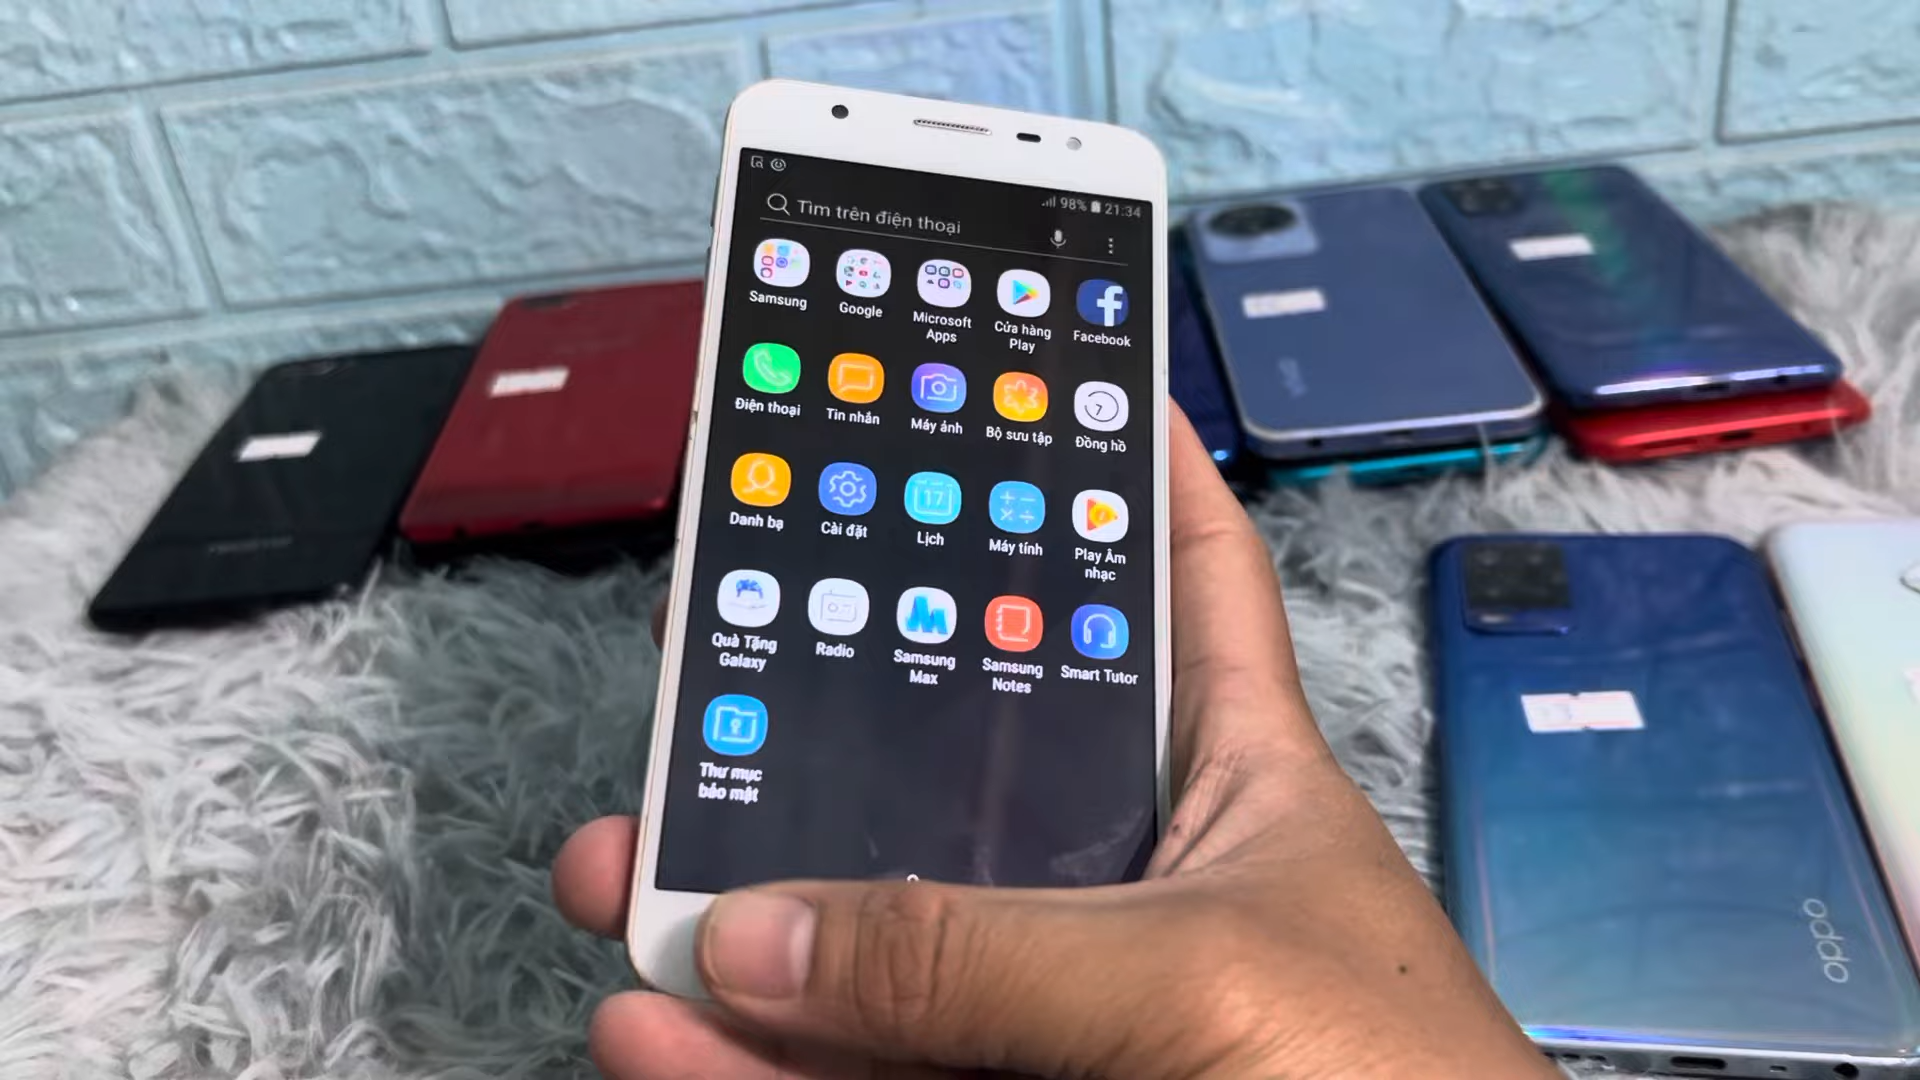 98% 21:34
Tìm trên điện thoại
Samsung
Google
Microsoft
Apps
Cửa hàng
Play
Facebook
Điện thoại
Tin nhắn
Máy ảnh
Bộ sưu tập
Đồng hồ
Danh bạ
Cài đặt
17
Lịch
Máy tính
Play Âm
nhạc
Quà Tặng
Galaxy
Radio
Samsung
Max
Samsung
Notes
Smart Tutor
Thư mục
bảo mật
oppo